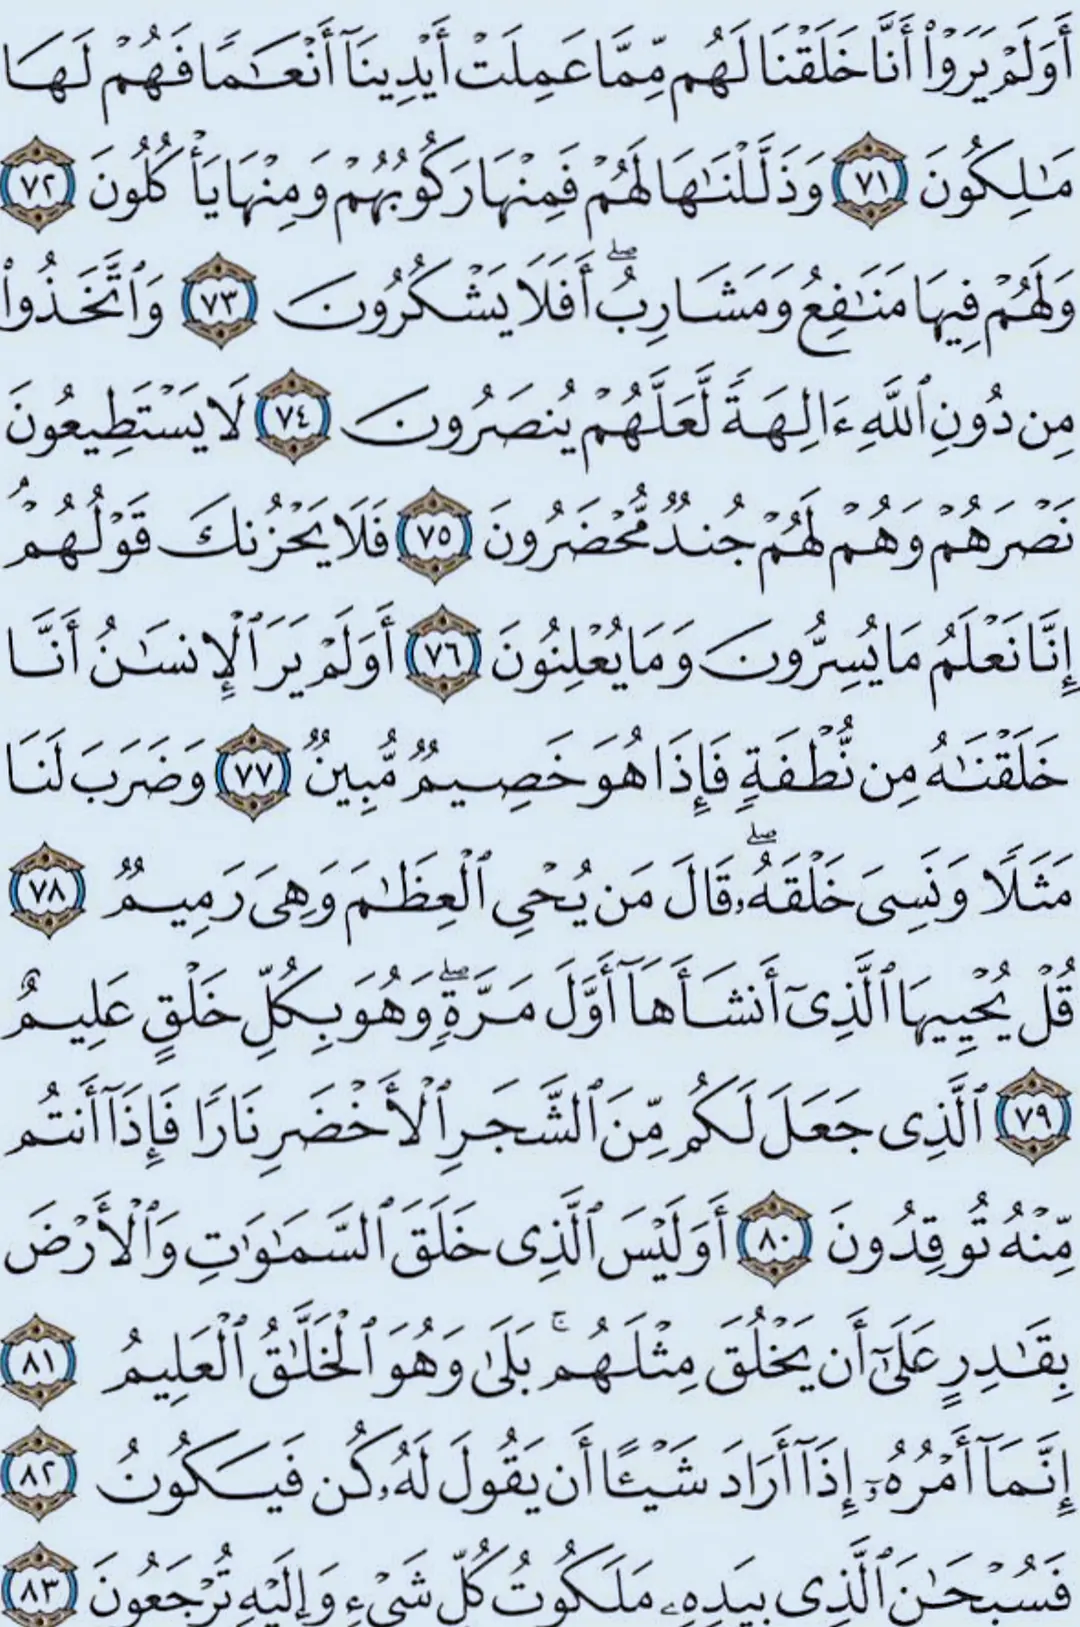 أَوَلَمْ يَرَوْا۟ أَنَّا خَلَقْنَا لَهُم مِّمَّا عَمِلَتْ أَيْدِينَآ أَنْعَـٰمًا فَهُمْ لَهَا
مَـٰلِكُونَ ٧١ وَذَلَّلْنَـٰهَا لَهُمْ فَمِنْهَا رَكُوبُهُمْ وَمِنْهَا يَأْكُلُونَ ٧٢
وَلَهُمْ فِيهَا مَنَـٰفِعُ وَمَشَارِبُ ۖ أَفَلَا يَشْكُرُونَ ٧٣ وَٱتَّخَذُوا۟
مِن دُونِ ٱللَّهِ ءَالِهَةً لَّعَلَّهُمْ يُنصَرُونَ ٧٤ لَا يَسْتَطِيعُونَ
نَصْرَهُمْ وَهُمْ لَهُمْ جُندٌ مُّحْضَرُونَ ٧٥ فَلَا يَحْزُنكَ قَوْلُهُمْ ۘ
إِنَّا نَعْلَمُ مَا يُسِرُّونَ وَمَا يُعْلِنُونَ ٧٦ أَوَلَمْ يَرَ ٱلْإِنسَـٰنُ أَنَّا
خَلَقْنَـٰهُ مِن نُّطْفَةٍ فَإِذَا هُوَ خَصِيمٌ مُّبِينٌ ٧٧ وَضَرَبَ لَنَا
مَثَلًا وَنَسِىَ خَلْقَهُۥ ۖ قَالَ مَن يُحْىِ ٱلْعِظَـٰمَ وَهِىَ رَمِيمٌ ٧٨
قُلْ يُحْيِيهَا ٱلَّذِىٓ أَنشَأَهَآ أَوَّلَ مَرَّةٍ ۖ وَهُوَ بِكُلِّ خَلْقٍ عَلِيمٌ
٧٩ ٱلَّذِى جَعَلَ لَكُم مِّنَ ٱلشَّجَرِ ٱلْأَخْضَرِ نَارًا فَإِذَآ أَنتُم
مِّنْهُ تُوقِدُونَ ٨٠ أَوَلَيْسَ ٱلَّذِى خَلَقَ ٱلسَّمَـٰوَٰتِ وَٱلْأَرْضَ
بِقَـٰدِرٍ عَلَىٰٓ أَن يَخْلُقَ مِثْلَهُم ۚ بَلَىٰ وَهُوَ ٱلْخَلَّـٰقُ ٱلْعَلِيمُ ٨١
إِنَّمَآ أَمْرُهُۥٓ إِذَآ أَرَادَ شَيْـًٔا أَن يَقُولَ لَهُۥ كُن فَيَكُونُ ٨٢
فَسُبْحَـٰنَ ٱلَّذِى بِيَدِهِۦ مَلَكُوتُ كُلِّ شَىْءٍ وَإِلَيْهِ تُرْجَعُونَ ٨٣